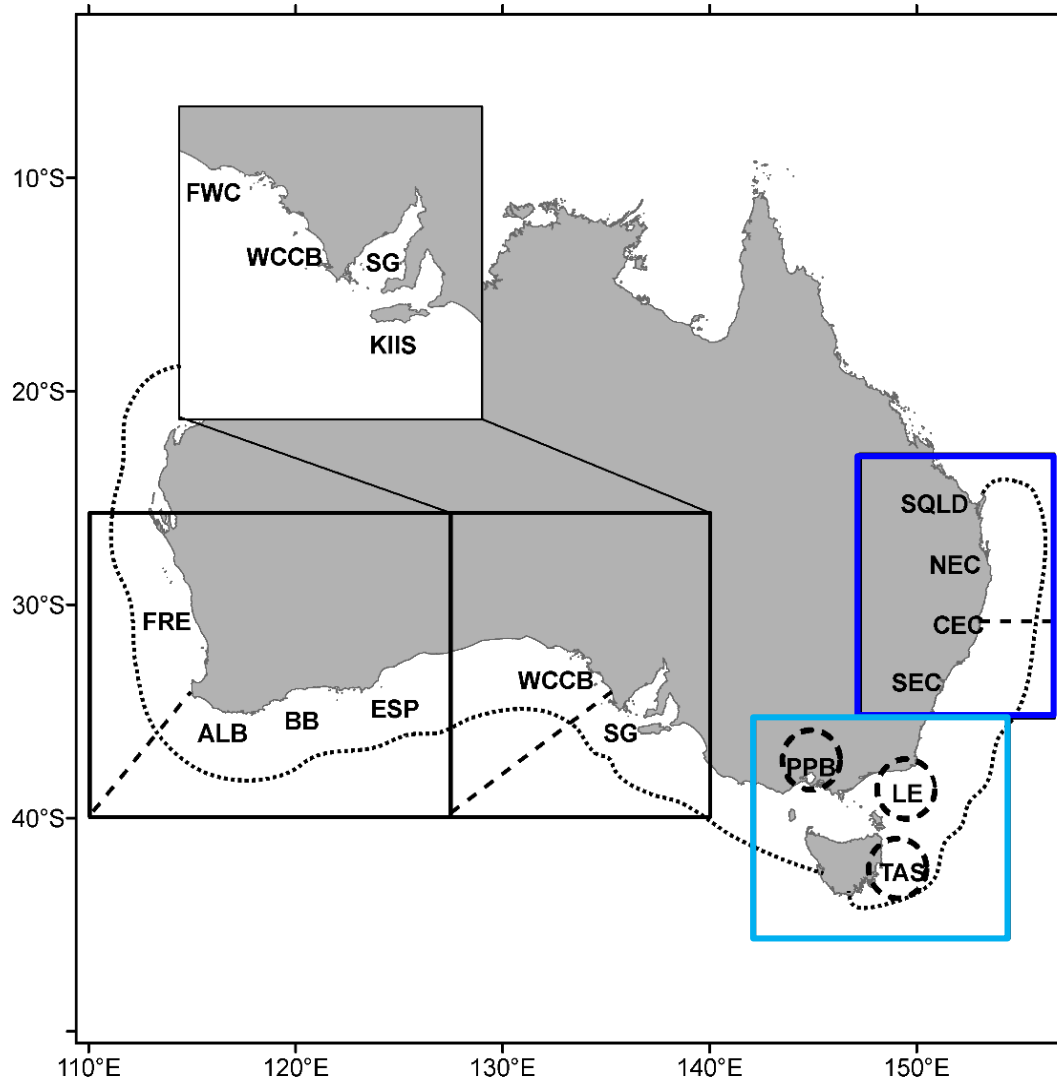 10°S
20°S
30°S
40°S
FWC
WCCB
SG
KIIS
SQLD
NEC
CEC
SEC
FRE
WCCB
ALB
BB
ESP
SG
PPB
LE
TAS
110°E
120°E
130°E
140°E
150°E